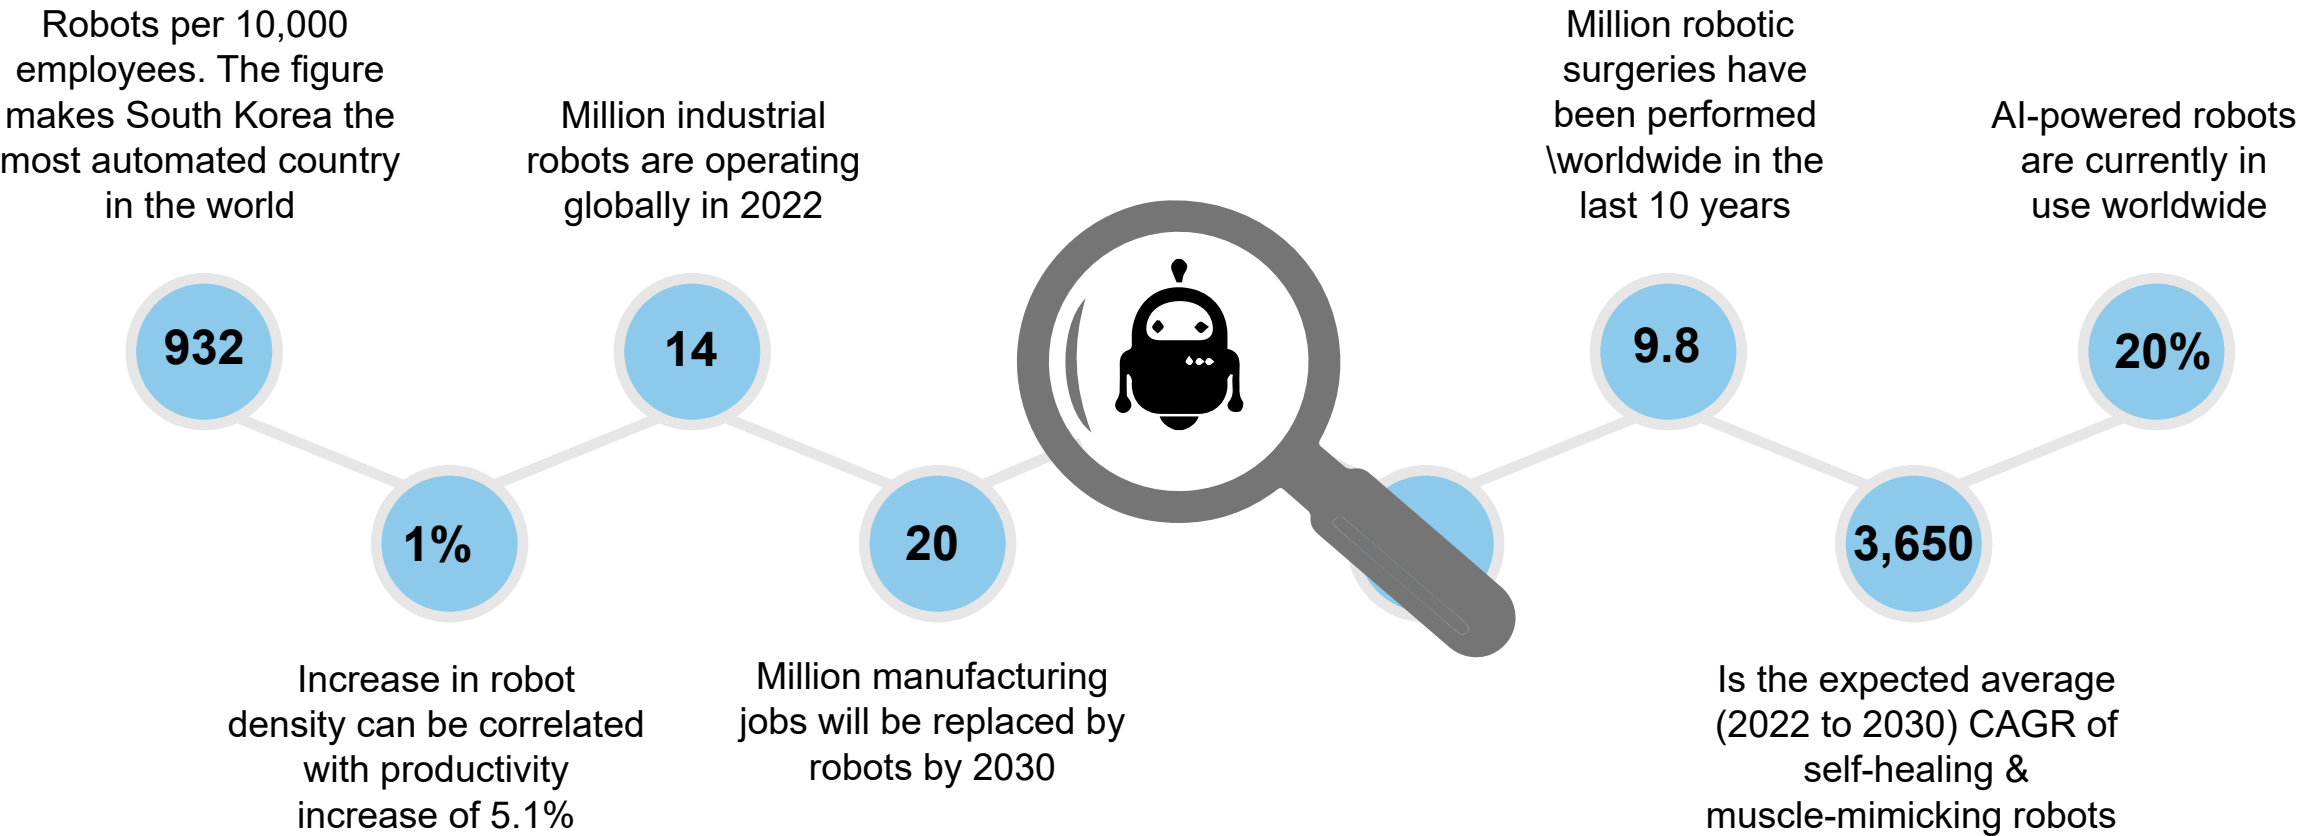 Robots per 10,000
employees. The figure
makes South Korea the
most automated country
in the world
932
1%
Increase in robot
density can be correlated
with productivity
increase of 5.1%
Million industrial
robots are operating
globally in 2022
14
20
Million manufacturing
jobs will be replaced by
robots by 2030
Million robotic
surgeries have
been performed
\worldwide in the
last 10 years
9.8
3,650
Is the expected average
(2022 to 2030) CAGR of
self-healing &
muscle-mimicking robots
AI-powered robots
are currently in
use worldwide
20%